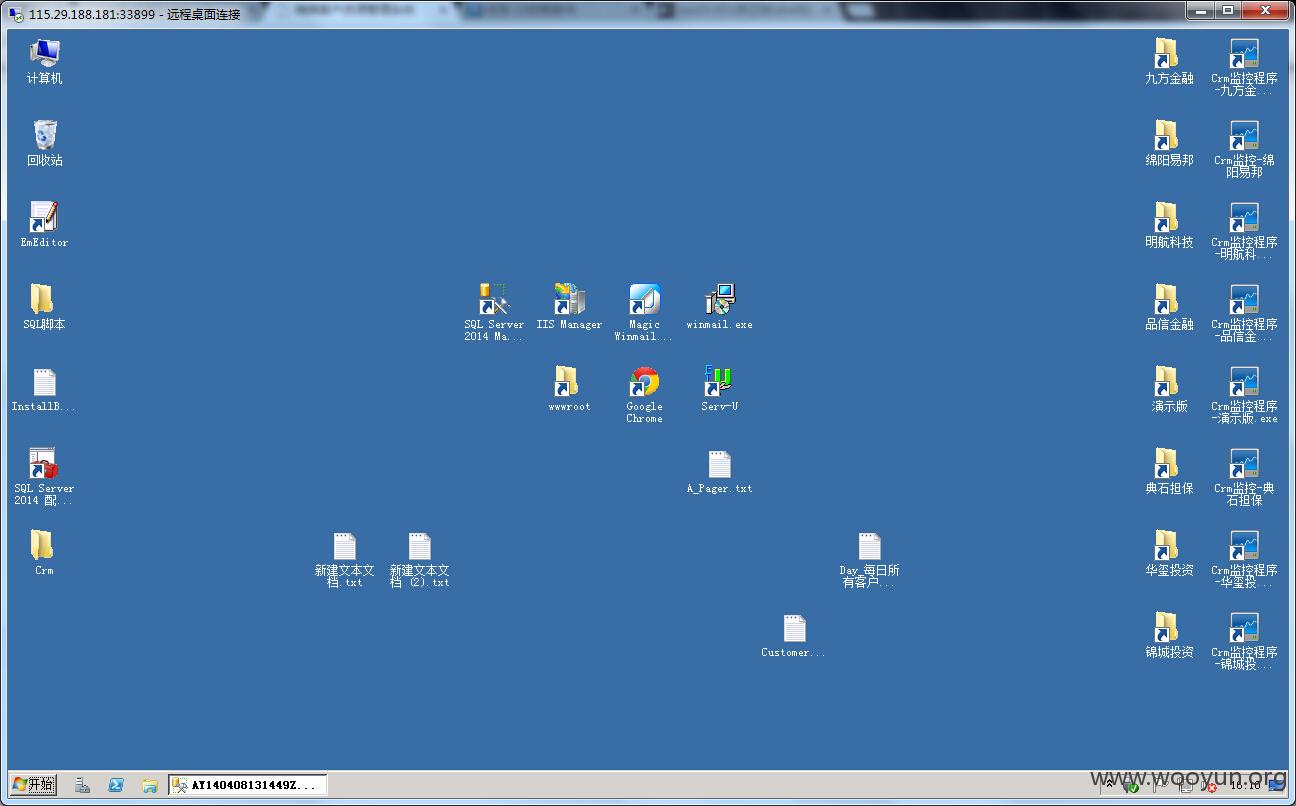 115.29.188.181:33899 - 远程桌面连接
计算机
九方金融
Crm监控程序
-九方金...
回收站
绵阳易邦
Crm监控-绵
阳易邦
EmEditor
明航科技
Crm监控程序
-明航科...
SQL脚本
SQL Server
2014 Ma...
IIS Manager
Magic
Winmail...
winmail.exe
品信金融
Crm监控程序
-品信金...
InstallB...
wwwroot
Google
Chrome
Serv-U
演示版
Crm监控程序
-演示版.exe
SQL Server
2014 配...
A_Pager.txt
典石担保
Crm监控-典
石担保
Crm
新建文本文
档.txt
新建文本文
档 (2).txt
Day_每日所
有客户...
华玺投资
Crm监控程序
-华玺投...
Customer...
锦城投资
Crm监控程序
-锦城投...
开始
AY140408131449Z...
16:10
www.wooyun.org